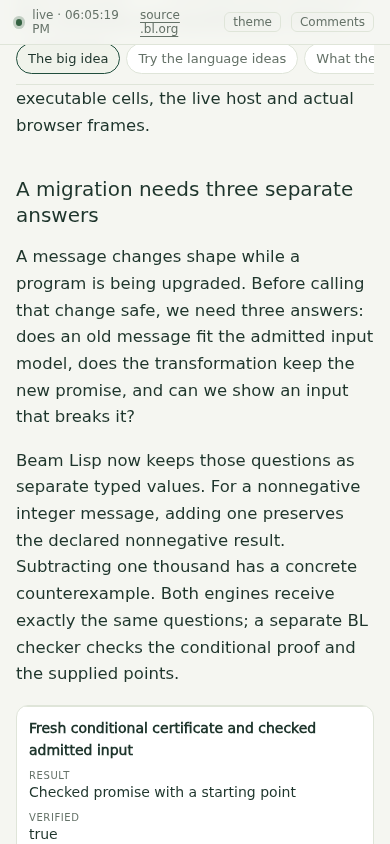 live · 06:05:19 PM
source .bl.org
theme
Comments
The big idea
Try the language ideas
What the
executable cells, the live host and actual
browser frames.
A migration needs three separate
answers
A message changes shape while a
program is being upgraded. Before calling
that change safe, we need three answers:
does an old message fit the admitted input
model, does the transformation keep the
new promise, and can we show an input
that breaks it?
Beam Lisp now keeps those questions as
separate typed values. For a nonnegative
integer message, adding one preserves
the declared nonnegative result.
Subtracting one thousand has a concrete
counterexample. Both engines receive
exactly the same questions; a separate BL
checker checks the conditional proof and
the supplied points.
Fresh conditional certificate and checked
admitted input
RESULT
Checked promise with a starting point
VERIFIED
true